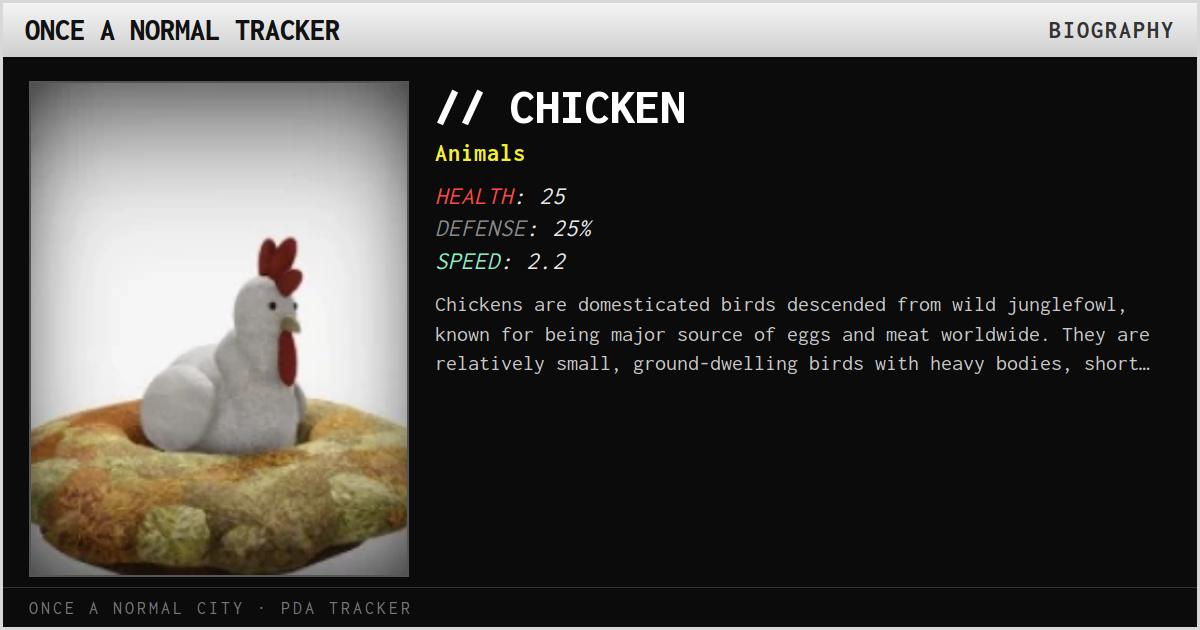 ONCE A NORMAL TRACKER
BIOGRAPHY
// CHICKEN
Animals
HEALTH: 25
DEFENSE: 25%
SPEED: 2.2
Chickens are domesticated birds descended from wild junglefowl,
known for being major source of eggs and meat worldwide. They are
relatively small, ground-dwelling birds with heavy bodies, short…
ONCE A NORMAL CITY · PDA TRACKER